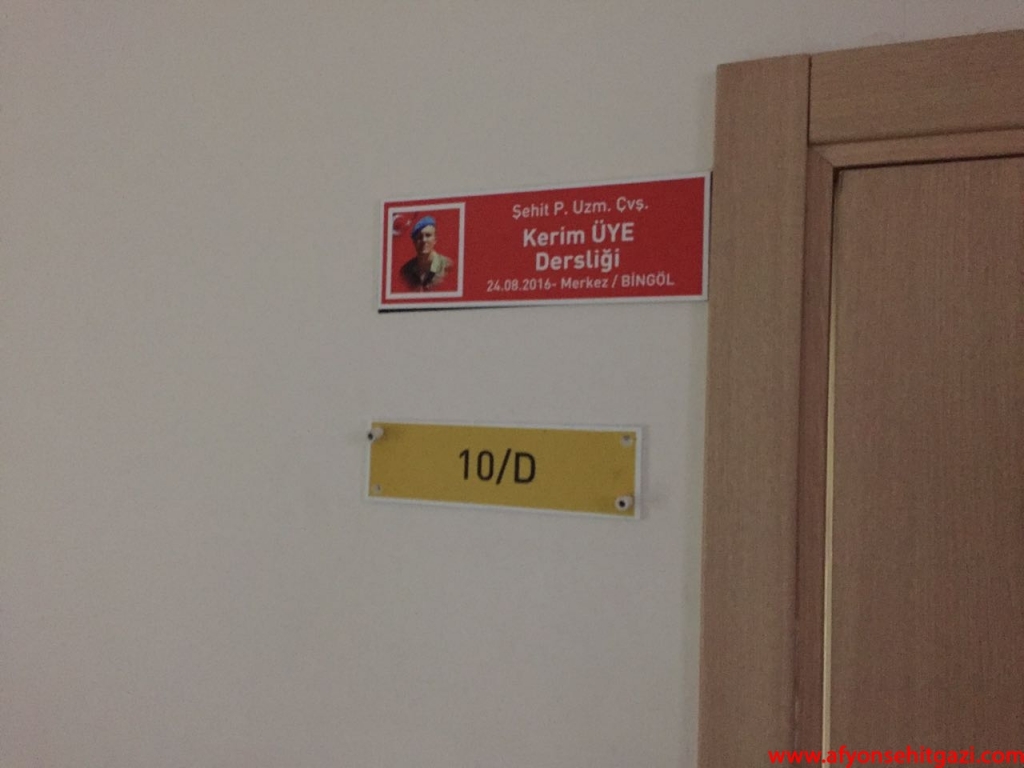 Şehit P. Uzm. Çvş.
Kerim ÜYE
Dersliği
24.08.2016- Merkez / BİNGÖL
10/D
www.afyonsehitgazi.com